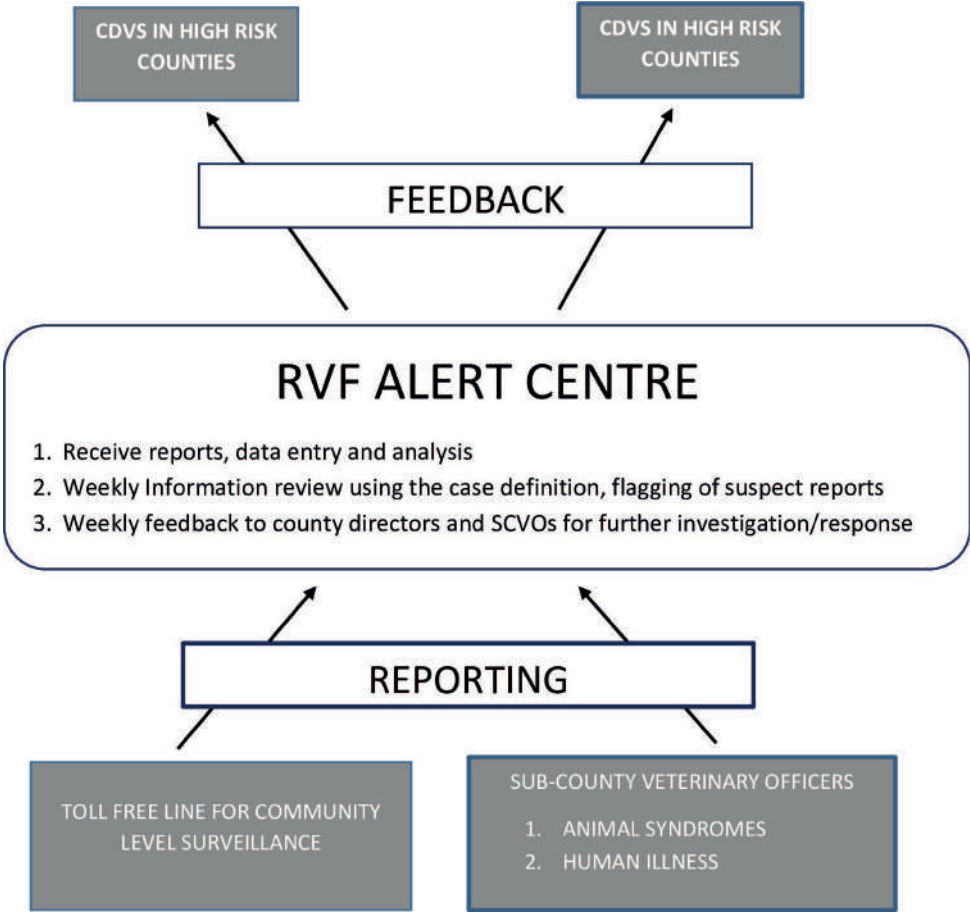 CDVS IN HIGH RISK
COUNTIES
CDVS IN HIGH RISK
COUNTIES
FEEDBACK
RVF ALERT CENTRE
1. Receive reports, data entry and analysis
2. Weekly Information review using the case definition, flagging of suspect reports
3. Weekly feedback to county directors and SCVOs for further investigation/response
REPORTING
TOLL FREE LINE FOR COMMUNITY
LEVEL SURVEILLANCE
SUB-COUNTY VETERINARY OFFICERS
1. ANIMAL SYNDROMES
2. HUMAN ILLNESS